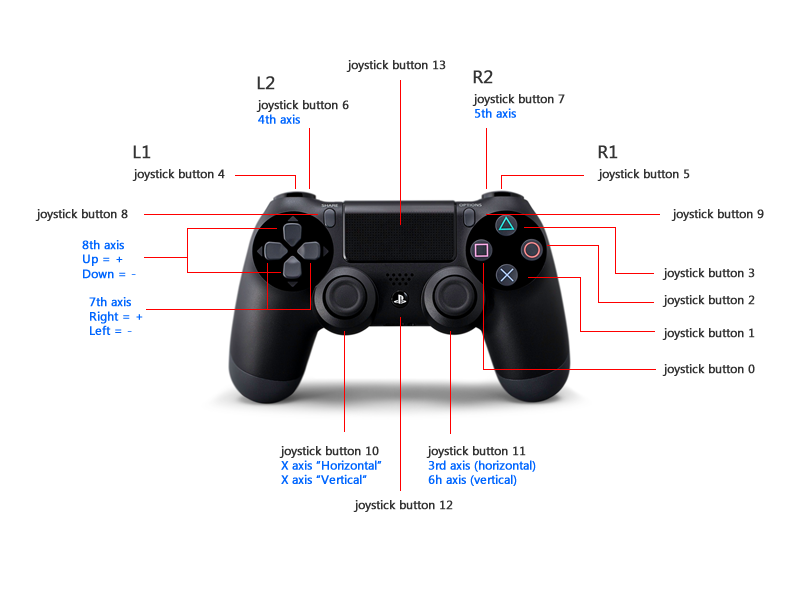 joystick button 13
L2
joystick button 6
4th axis
R2
joystick button 7
5th axis
L1
joystick button 4
R1
joystick button 5
SHARE
OPTIONS
joystick button 8
joystick button 9
8th axis
Up = +
Down = -
7th axis
Right = +
Left = -
joystick button 3
joystick button 2
joystick button 1
joystick button 0
joystick button 10
X axis "Horizontal"
X axis "Vertical"
joystick button 11
3rd axis (horizontal)
6h axis (vertical)
joystick button 12